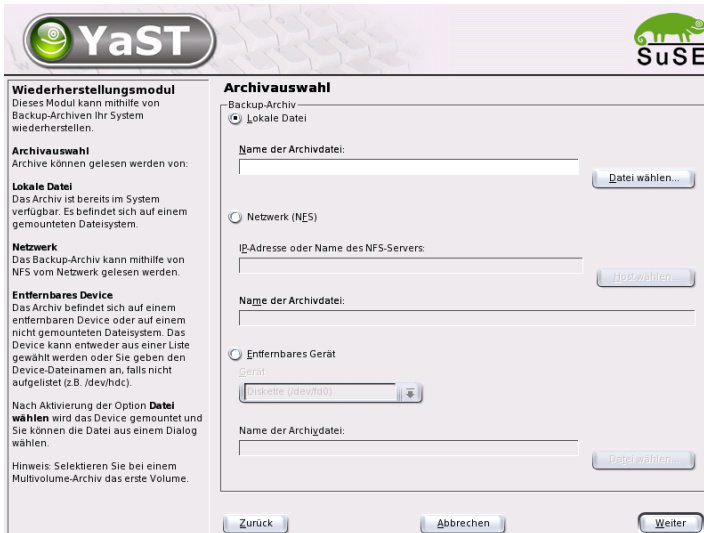 YaST
SuSE
Wiederherstellungsmodul
Dieses Modul kann mithilfe von
Backup-Archiven Ihr System
wiederherstellen.
Archivauswahl
Archive können gelesen werden von:
Lokale Datei
Das Archiv ist bereits im System
verfügbar. Es befindet sich auf einem
gemounteten Dateisystem.
Netzwerk
Das Backup-Archiv kann mithilfe von
NFS vom Netzwerk gelesen werden.
Entfernbares Device
Das Archiv befindet sich auf einem
entfernbaren Device oder auf einem
nicht gemounteten Dateisystem. Das
Device kann entweder aus einer Liste
gewählt werden oder Sie geben den
Device-Dateinamen an, falls nicht
aufgelistet (z.B. /dev/hdc).
Nach Aktivierung der Option Datei
wählen wird das Device gemountet und
Sie können die Datei aus einem Dialog
wählen.
Hinweis: Selektieren Sie bei einem
Multivolume-Archiv das erste Volume.
Archivauswahl
Backup-Archiv
Lokale Datei
Name der Archivdatei:
Datei wählen...
Netzwerk (NFS)
IP-Adresse oder Name des NFS-Servers:
Host wählen...
Name der Archivdatei:
Entfernbares Gerät
Gerät:
Diskette (/dev/fd0)
Name der Archivdatei:
Datei wählen...
Zurück
Abbrechen
Weiter